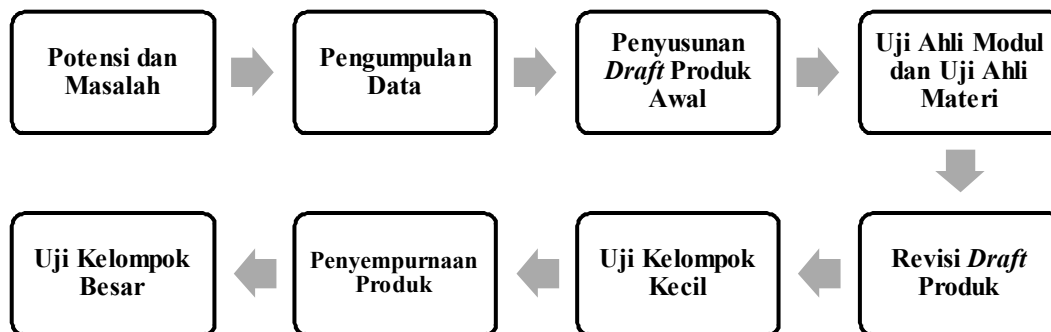 Potensi dan
Masalah
Pengumpulan
Data
Penyusunan
Draft Produk
Awal
Uji Ahli Modul
dan Uji Ahli
Materi
Revisi Draft
Produk
Uji Kelompok
Kecil
Penyempurnaan
Produk
Uji Kelompok
Besar